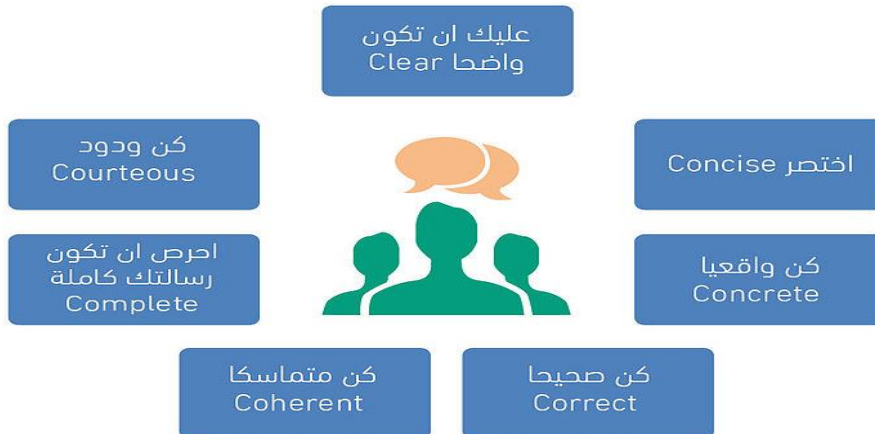 عليك ان تكون
واضحا Clear
اختصر Concise
كن واقعيا
Concrete
كن صحيحا
Correct
كن متماسكا
Coherent
احرص ان تكون
رسالتك كاملة
Complete
كن ودود
Courteous